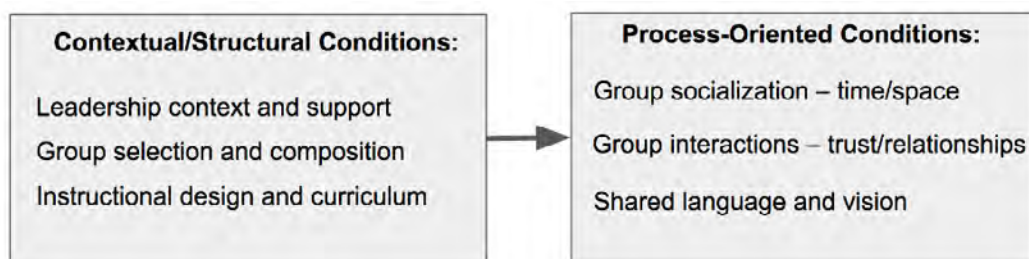 Contextual/Structural Conditions:
Leadership context and support
Group selection and composition
Instructional design and curriculum
Process-Oriented Conditions:
Group socialization – time/space
Group interactions – trust/relationships
Shared language and vision